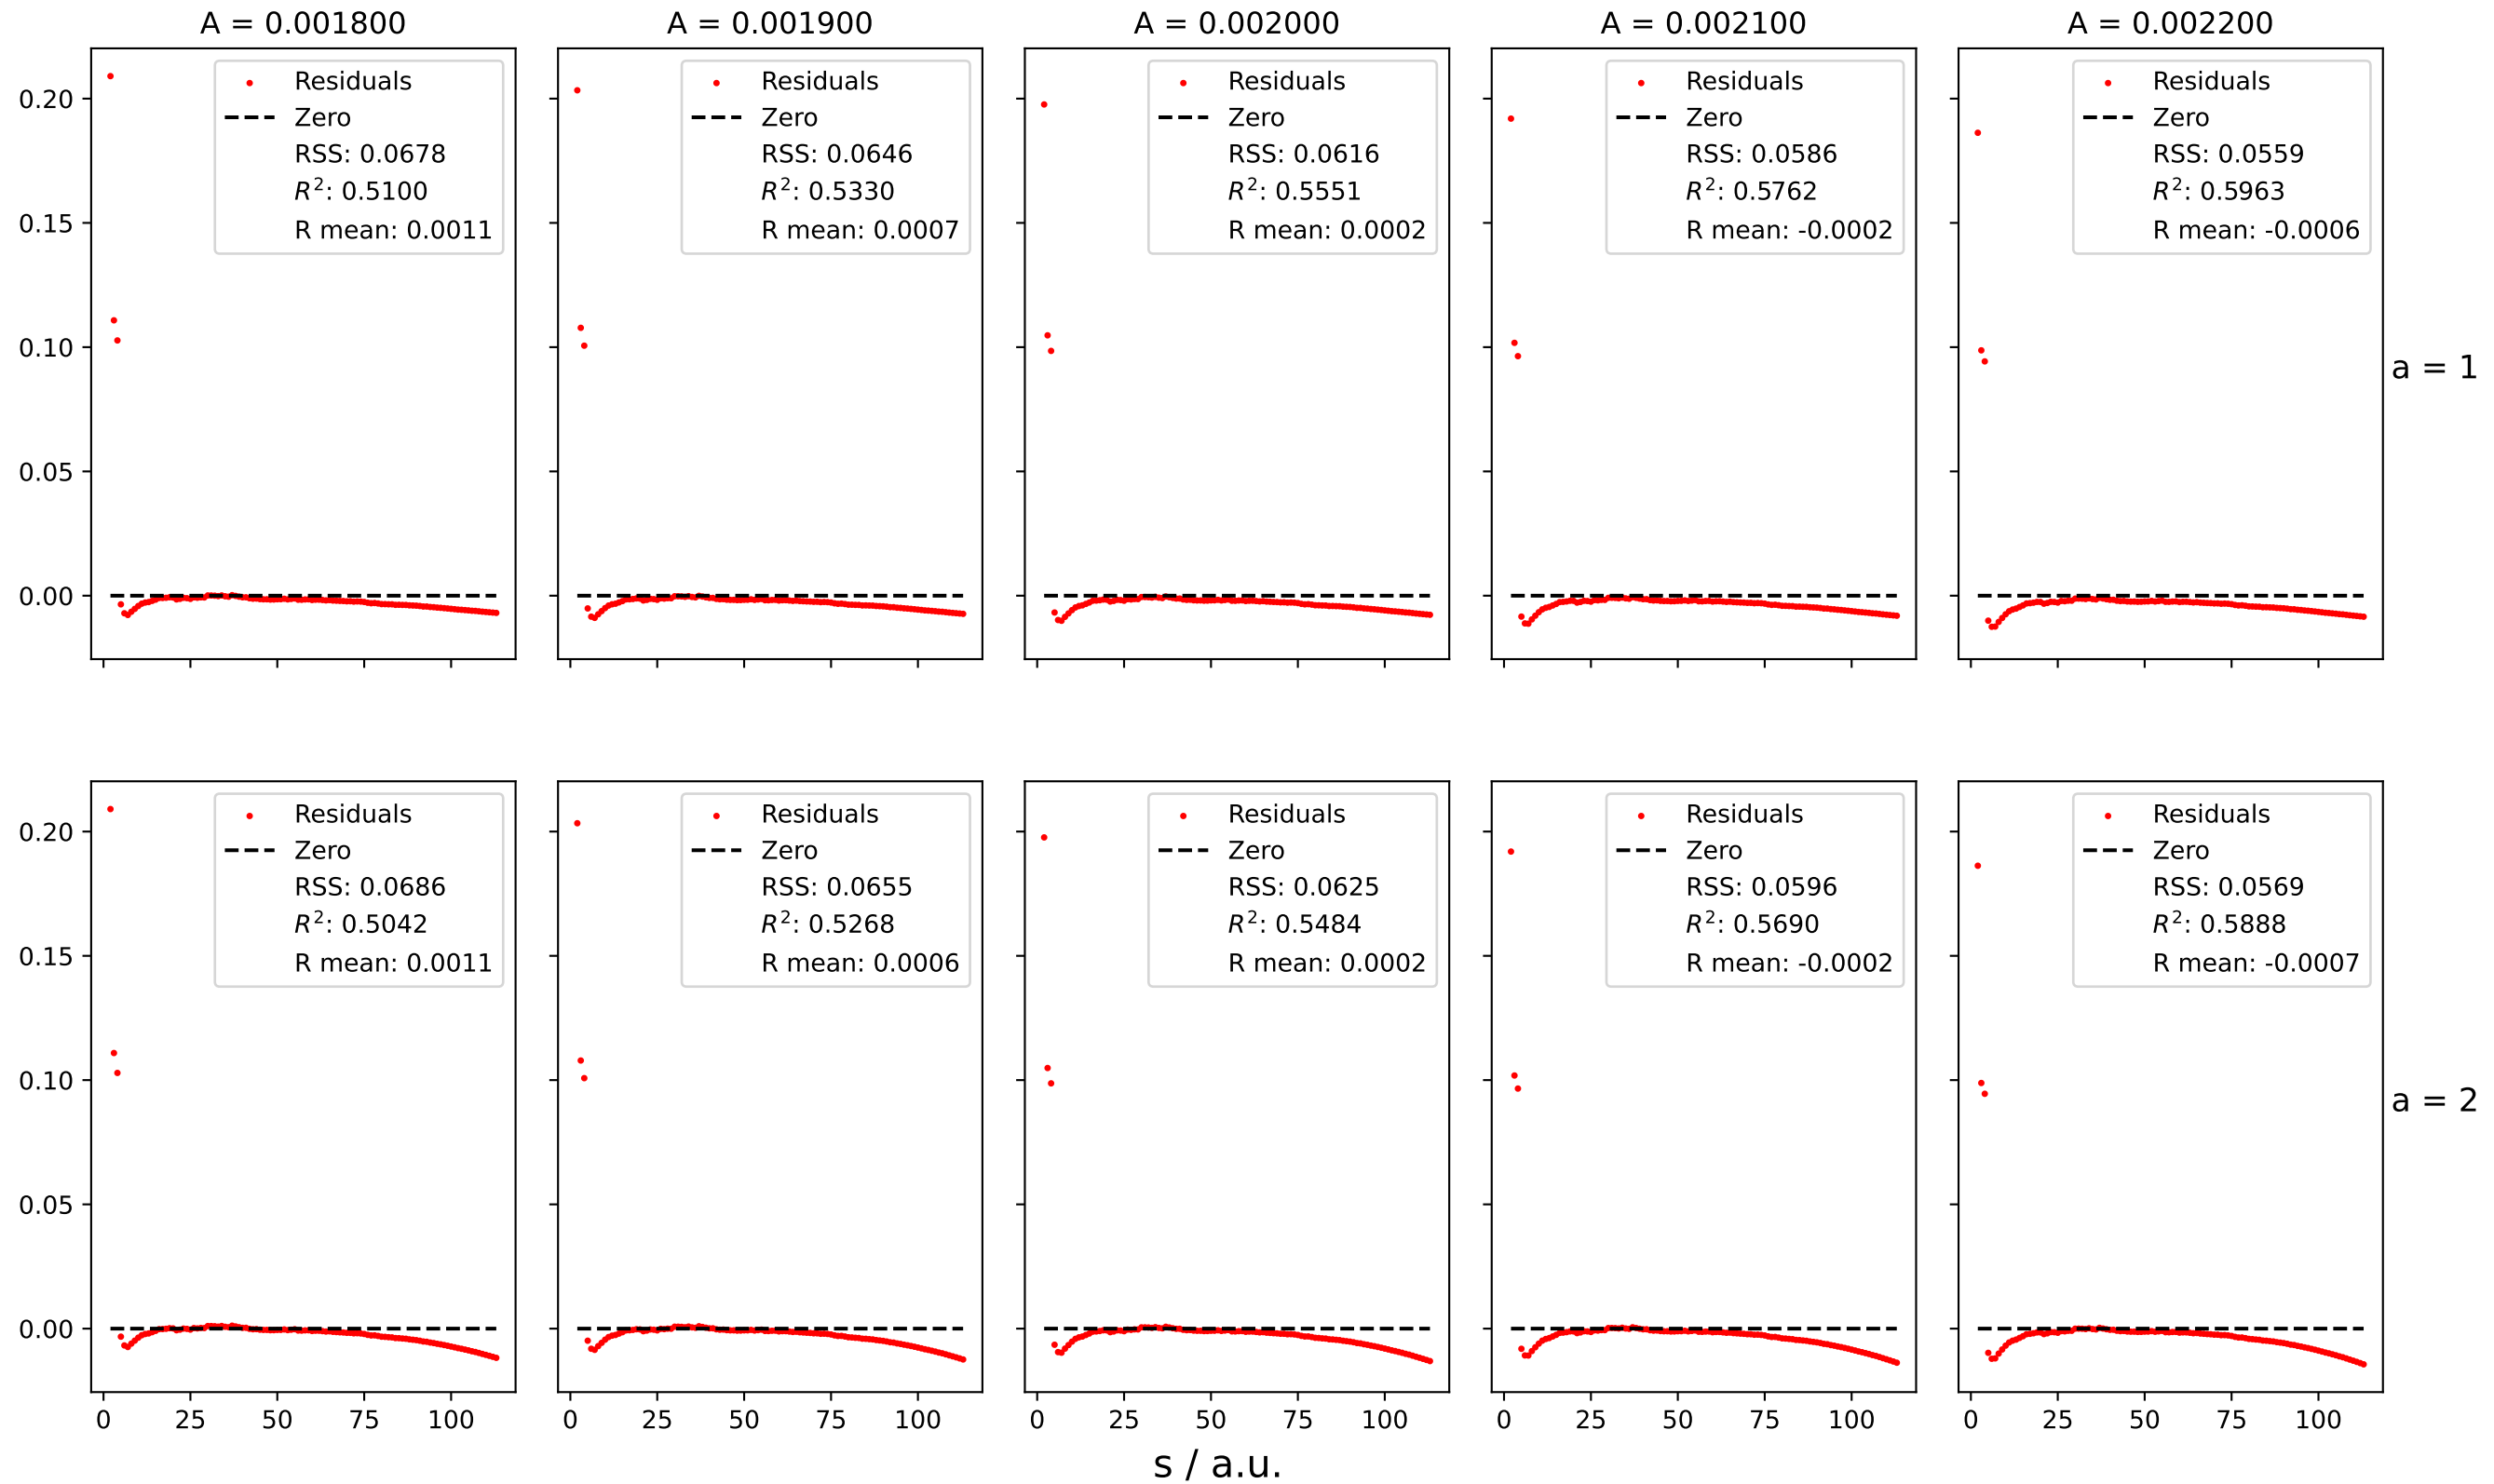 A = 0.001800
A = 0.001900
A = 0.002000
A = 0.002100
A = 0.002200
0.20
0.15
0.10
0.05
0.00
Residuals
Zero
RSS: 0.0678
R²: 0.5100
R mean: 0.0011
Residuals
Zero
RSS: 0.0646
R²: 0.5330
R mean: 0.0007
Residuals
Zero
RSS: 0.0616
R²: 0.5551
R mean: 0.0002
Residuals
Zero
RSS: 0.0586
R²: 0.5762
R mean: -0.0002
Residuals
Zero
RSS: 0.0559
R²: 0.5963
R mean: -0.0006
a = 1
0.20
0.15
0.10
0.05
0.00
Residuals
Zero
RSS: 0.0686
R²: 0.5042
R mean: 0.0011
Residuals
Zero
RSS: 0.0655
R²: 0.5268
R mean: 0.0006
Residuals
Zero
RSS: 0.0625
R²: 0.5484
R mean: 0.0002
Residuals
Zero
RSS: 0.0596
R²: 0.5690
R mean: -0.0002
Residuals
Zero
RSS: 0.0569
R²: 0.5888
R mean: -0.0007
a = 2
0 25 50 75 100
0 25 50 75 100
0 25 50 75 100
0 25 50 75 100
0 25 50 75 100
s / a.u.